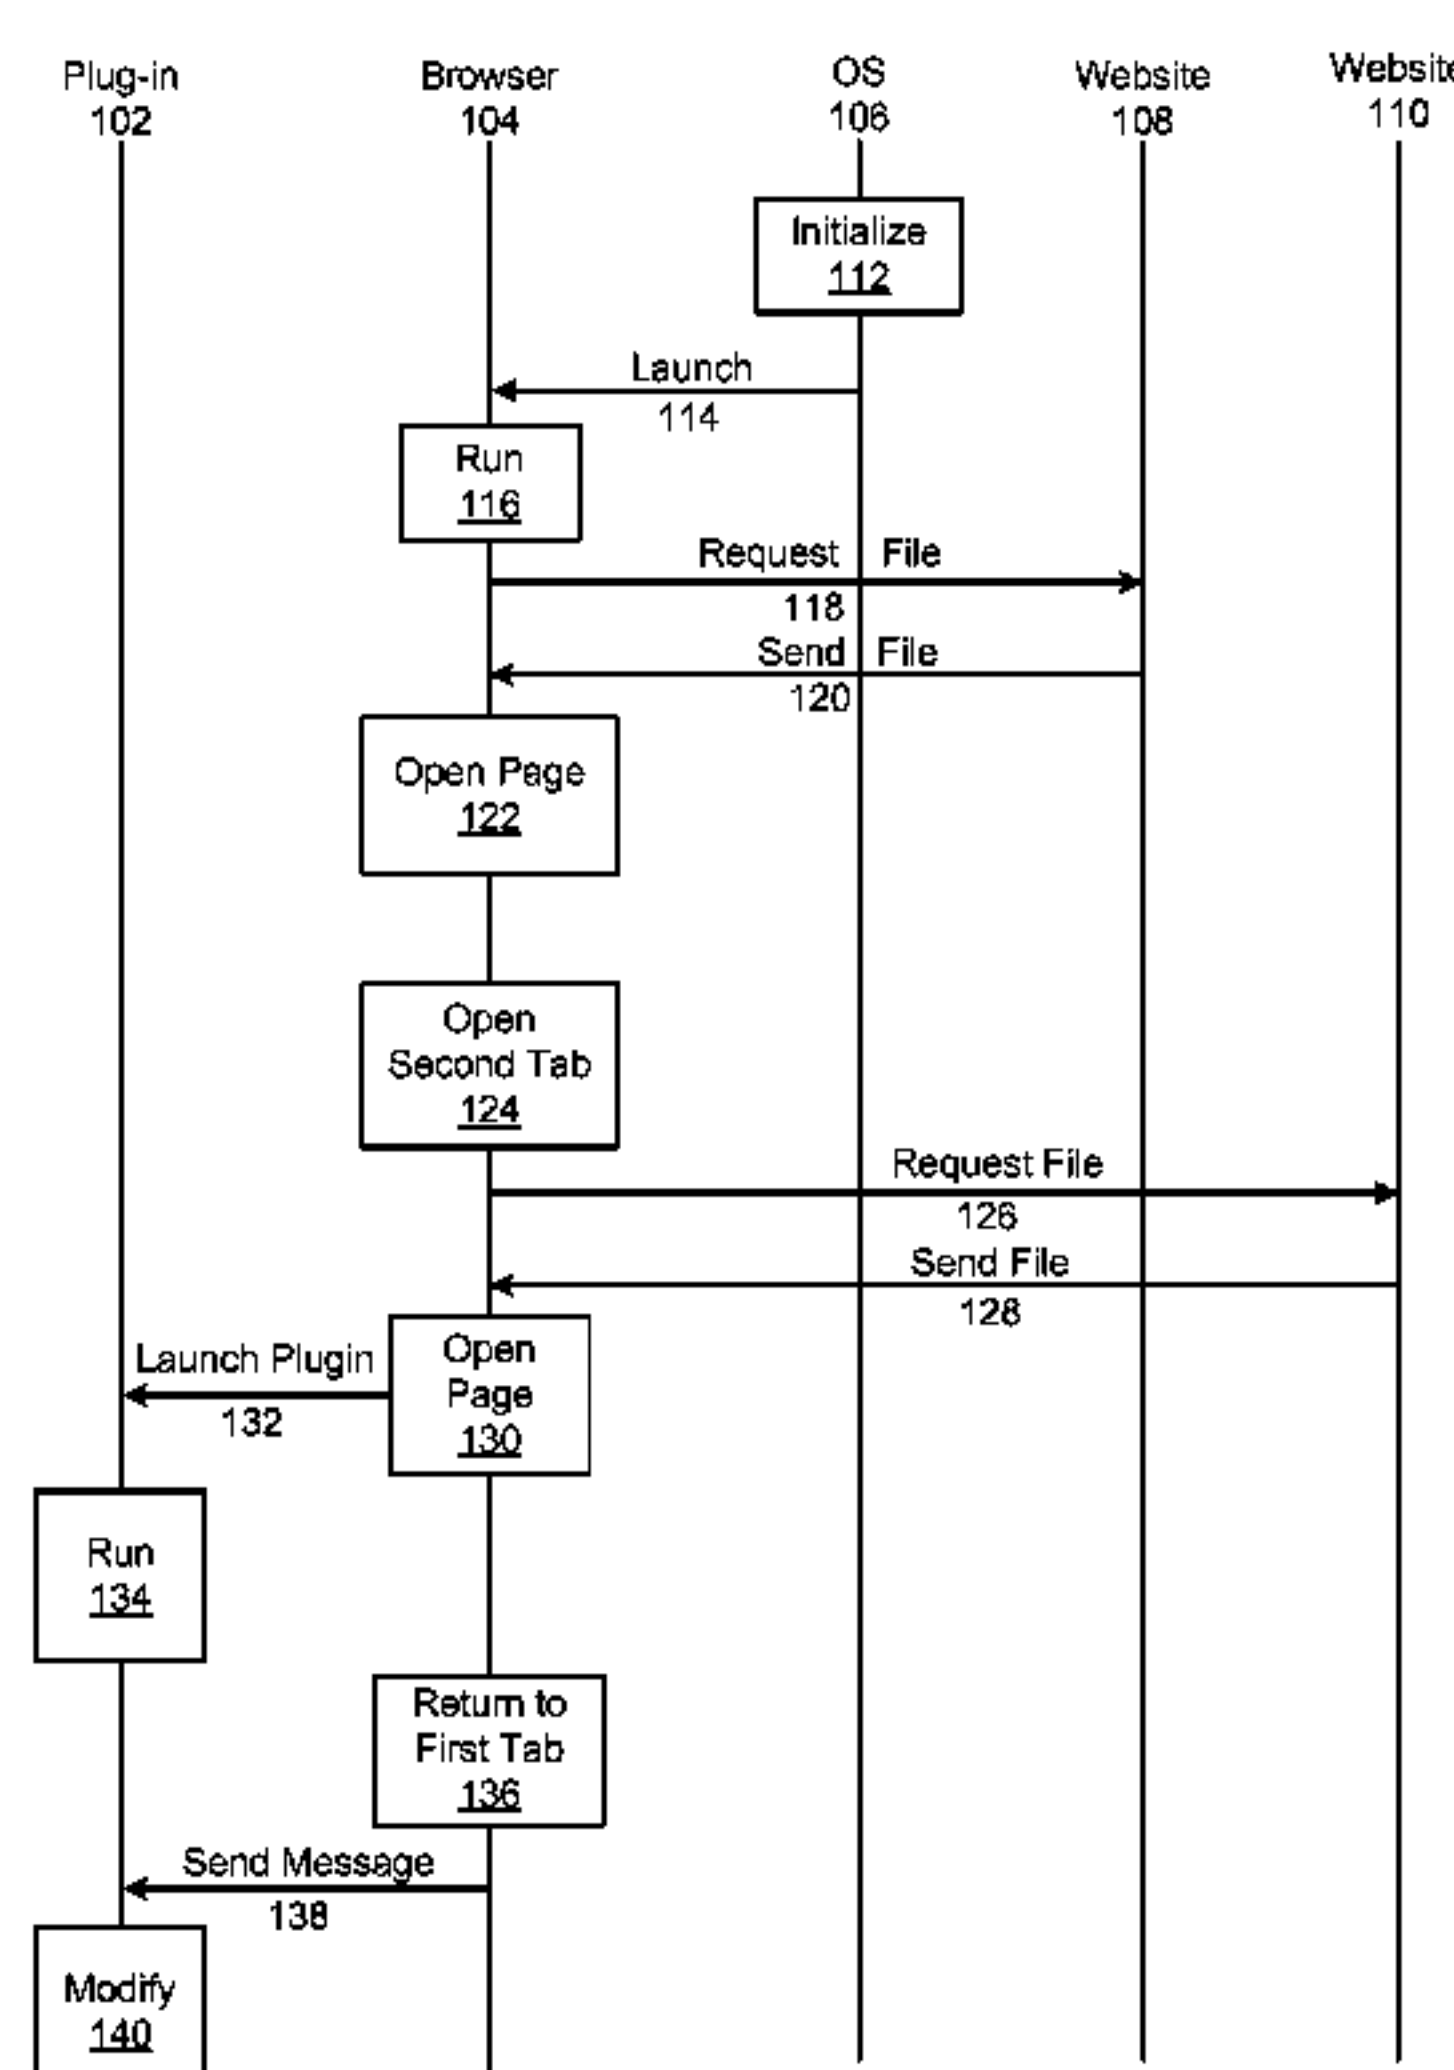 Plug-in
102
Browser
104
OS
106
Website
108
Website
110
Initialize
112
Launch
114
Run
116
Request File
118
Send File
120
Open Page
122
Open
Second Tab
124
Request File
126
Send File
128
Open
Page
130
Launch Plugin
132
Run
134
Return to
First Tab
136
Send Message
138
Modify
140